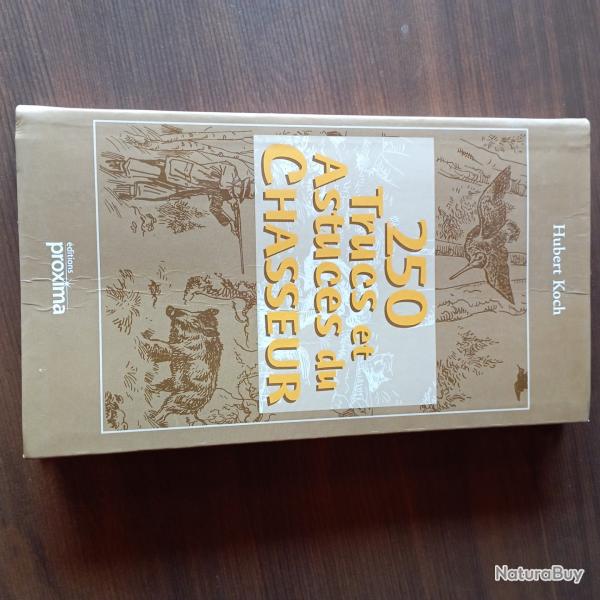 Hubert Koch
250
Trucs et
Astuces du
CHASSEUR
éditions
proxima
NaturaBuy